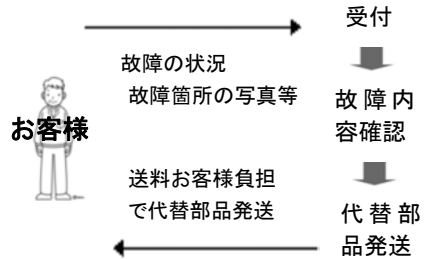 受付
故障の状況
故障箇所の写真等
お客様
故障内
容確認
送料お客様負担
で代替部品発送
代替部
品発送